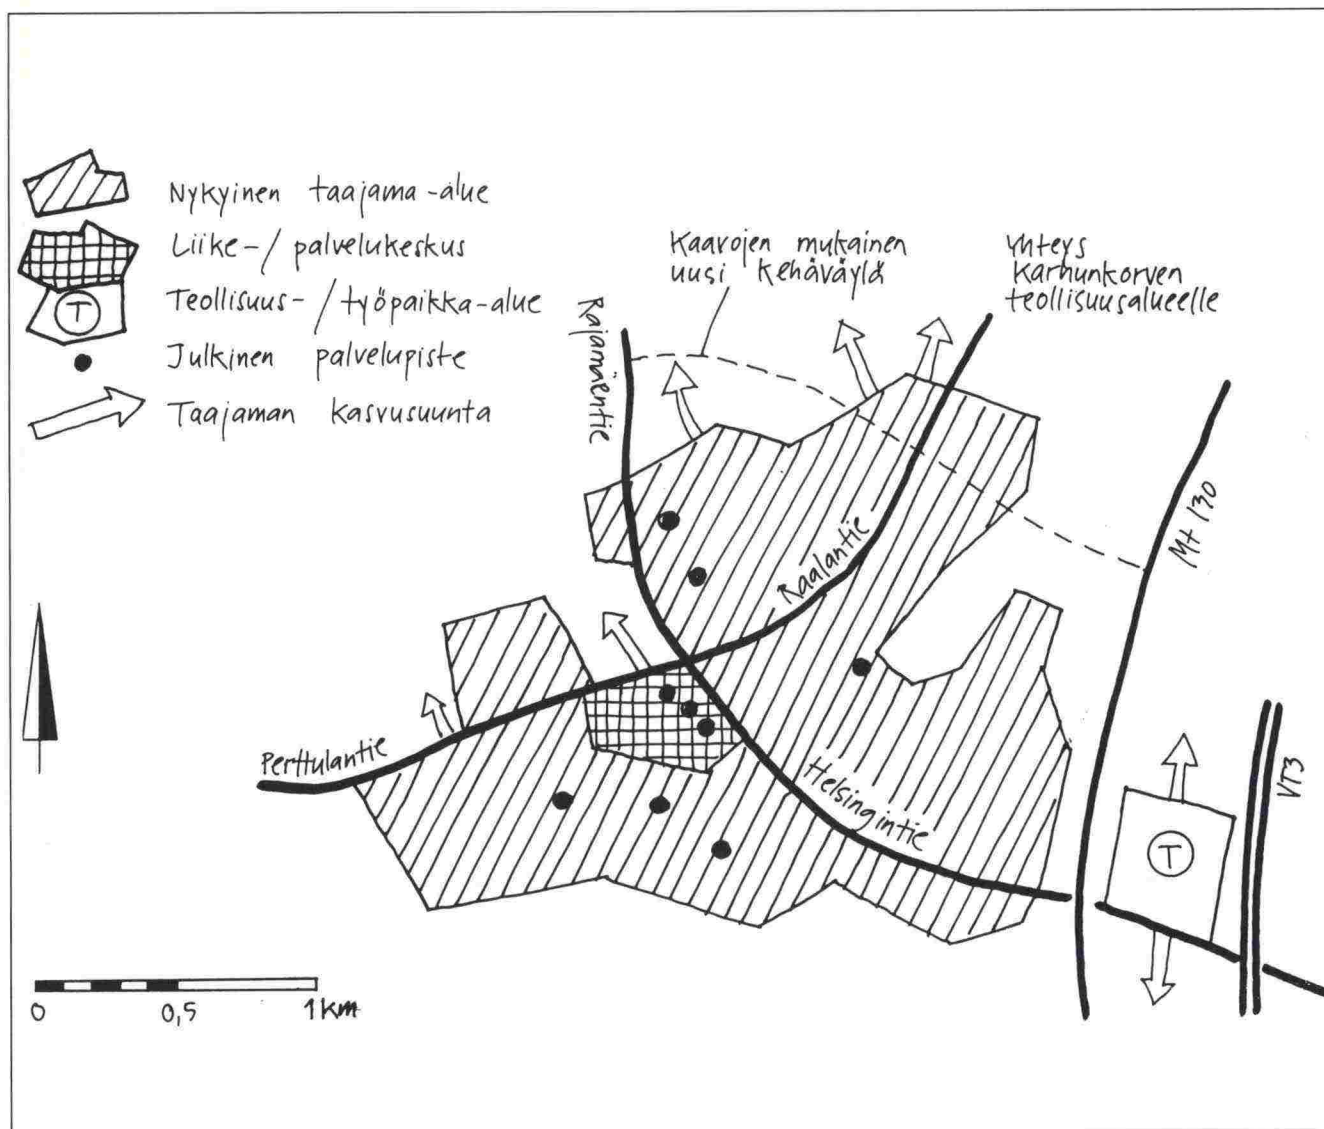 Nykyinen taajama-alue
Liike-/palvelukeskus
T
Teollisuus-/työpaikka-alue
Julkinen palvelupiste
Taajaman kasvusuunta
Kaavojen mukainen
uusi kehäväylä
Yhteys
Karhunkorven
teollisuusalueelle
Rajamäentie
Raalantie
Mt 130
Perttulantie
Helsingintie
VT3
T
0 0,5 1km